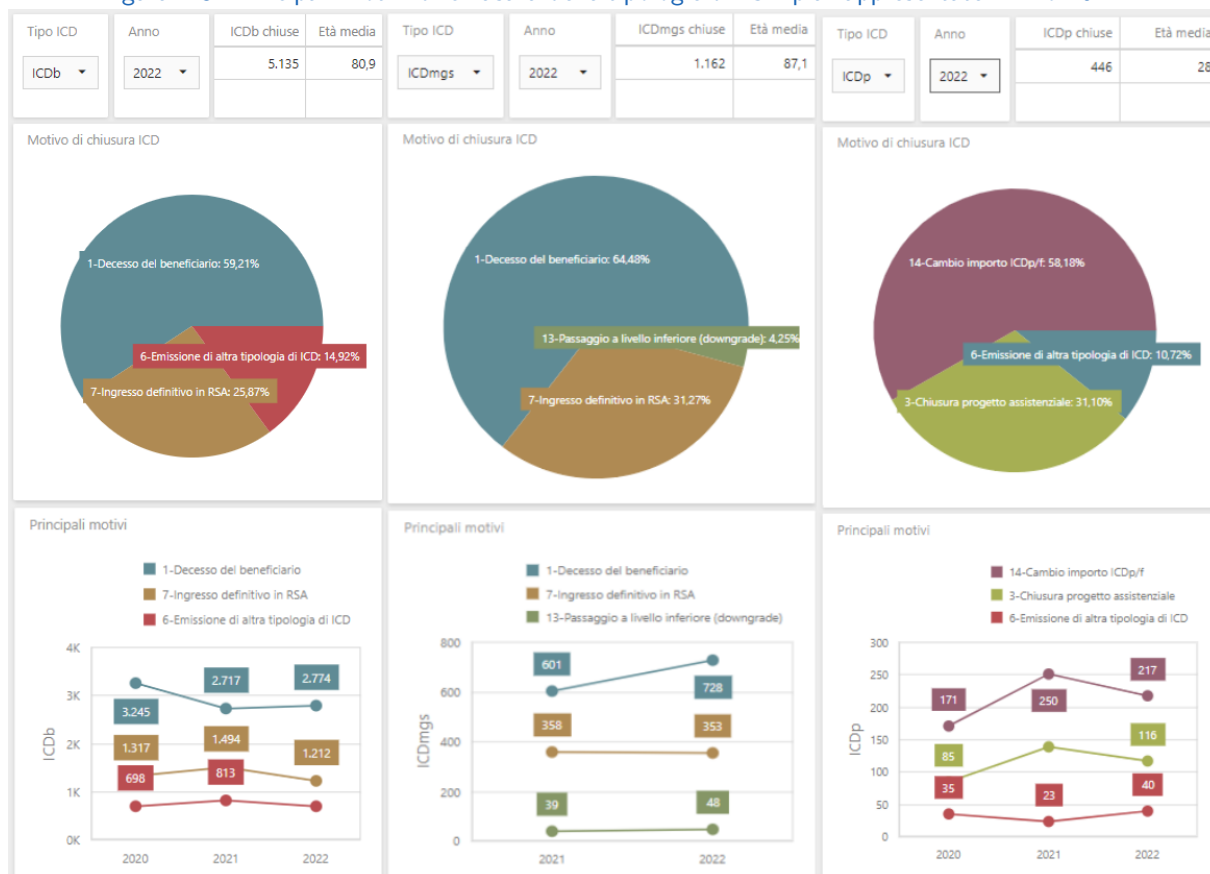 Tipo ICD
Anno
ICDb chiuse
Età media
ICDb
2022
5.135
80,9
Motivo di chiusura ICD
1-Decesso del beneficiario: 59,21%
6-Emissione di altra tipologia di ICD: 14,92%
7-Ingresso definitivo in RSA: 25,87%
Principali motivi
1-Decesso del beneficiario
7-Ingresso definitivo in RSA
6-Emissione di altra tipologia di ICD
ICDb
4K
3K
2K
1K
0K
3.245
2.717
2.774
1.317
1.494
1.212
698
813
2020
2021
2022
Tipo ICD
Anno
ICDmgs chiuse
Età media
ICDmgs
2022
1.162
87,1
Motivo di chiusura ICD
1-Decesso del beneficiario: 64,48%
13-Passaggio a livello inferiore (downgrade): 4,25%
7-Ingresso definitivo in RSA: 31,27%
Principali motivi
1-Decesso del beneficiario
7-Ingresso definitivo in RSA
13-Passaggio a livello inferiore (downgrade)
ICDmgs
800
600
400
200
0
601
728
358
353
39
48
2021
2022
Tipo ICD
Anno
ICDp chiuse
Età media
ICDp
2022
446
28
Motivo di chiusura ICD
14-Cambio importo ICDp/f: 58,18%
6-Emissione di altra tipologia di ICD: 10,72%
3-Chiusura progetto assistenziale: 31,10%
Principali motivi
14-Cambio importo ICDp/f
3-Chiusura progetto assistenziale
6-Emissione di altra tipologia di ICD
ICDp
300
250
200
150
100
50
0
171
250
217
85
116
35
23
40
2020
2021
2022